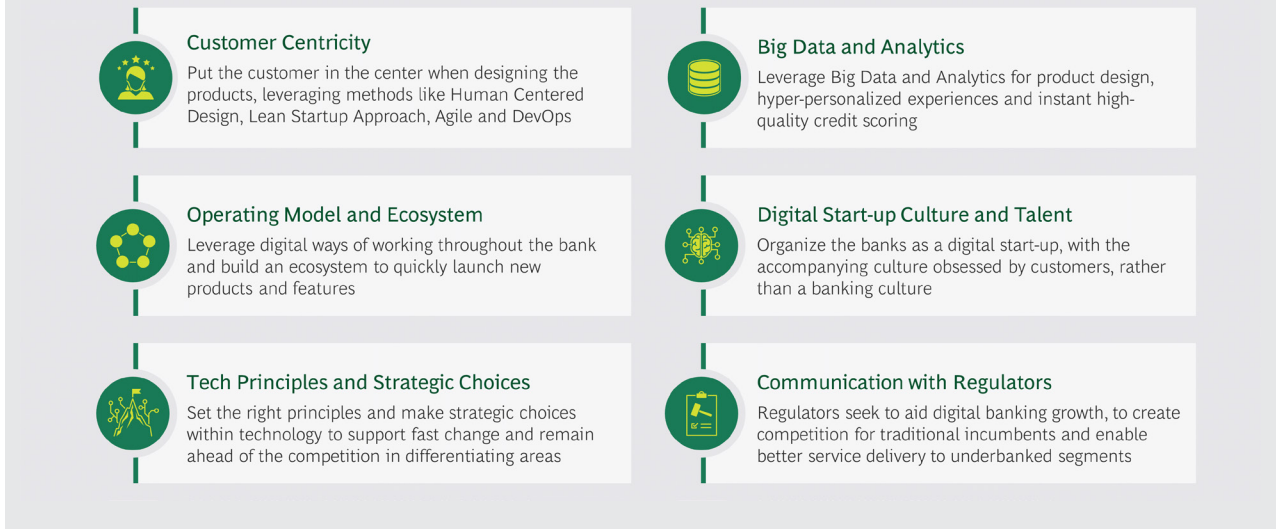 Customer Centricity
Put the customer in the center when designing the
products, leveraging methods like Human Centered
Design, Lean Startup Approach, Agile and DevOps
Big Data and Analytics
Leverage Big Data and Analytics for product design,
hyper-personalized experiences and instant high-
quality credit scoring
Operating Model and Ecosystem
Leverage digital ways of working throughout the bank
and build an ecosystem to quickly launch new
products and features
Digital Start-up Culture and Talent
Organize the banks as a digital start-up, with the
accompanying culture obsessed by customers, rather
than a banking culture
Tech Principles and Strategic Choices
Set the right principles and make strategic choices
within technology to support fast change and remain
ahead of the competition in differentiating areas
Communication with Regulators
Regulators seek to aid digital banking growth, to create
competition for traditional incumbents and enable
better service delivery to underbanked segments